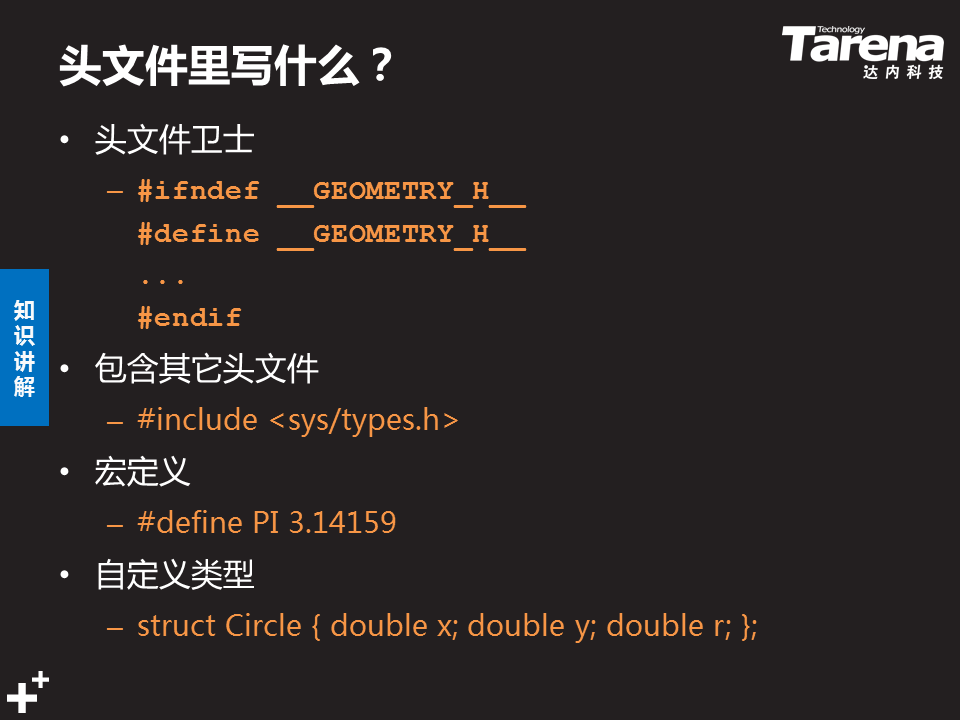 头文件里写什么？
Technology
Tarena
达内科技
• 头文件卫士
– #ifndef __GEOMETRY_H__
#define __GEOMETRY_H__
...
#endif
知识讲解
• 包含其它头文件
– #include <sys/types.h>
• 宏定义
– #define PI 3.14159
• 自定义类型
– struct Circle { double x; double y; double r; };